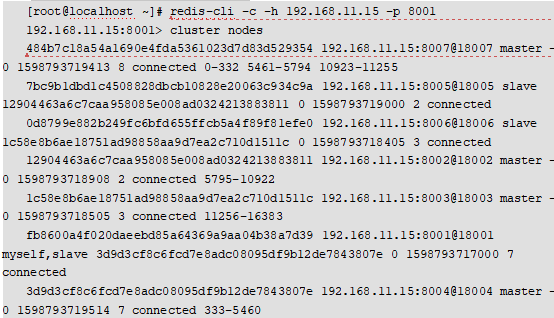 [root@localhost ~]# redis-cli -c -h 192.168.11.15 -p 8001
192.168.11.15:8001> cluster nodes
484b7c18a54a1690e4fda5361023d7d83d529354 192.168.11.15:8007@18007 master -
0 1598793719413 8 connected 0-332 5461-5794 10923-11255
7bc9b1dbd1c4508828dbcb10828e20063c934c9a 192.168.11.15:8005@18005 slave
12904463a6c7caa958085e008ad0324213883811 0 1598793719000 2 connected
0d8799e882b249fc6bfd655ffcb5a4f89f81efe0 192.168.11.15:8006@18006 slave
1c58e8b6ae18751ad98858aa9d7ea2c710d1511c 0 1598793718405 3 connected
12904463a6c7caa958085e008ad0324213883811 192.168.11.15:8002@18002 master -
0 1598793718908 2 connected 5795-10922
1c58e8b6ae18751ad98858aa9d7ea2c710d1511c 192.168.11.15:8003@18003 master -
0 1598793718505 3 connected 11256-16383
fb8600a4f020daeebd85a64369a9aa04b38a7d39 192.168.11.15:8001@18001
myself,slave 3d9d3cf8c6fcd7e8adc08095df9b12de7843807e 0 1598793717000 7
connected
3d9d3cf8c6fcd7e8adc08095df9b12de7843807e 192.168.11.15:8004@18004 master -
0 1598793719514 7 connected 333-5460